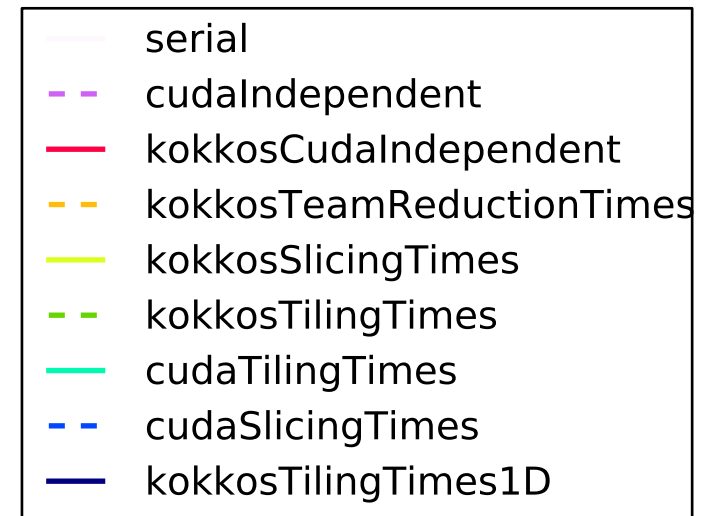 serial
cudaIndependent
kokkosCudaIndependent
kokkosTeamReductionTimes
kokkosSlicingTimes
kokkosTilingTimes
cudaTilingTimes
cudaSlicingTimes
kokkosTilingTimes1D